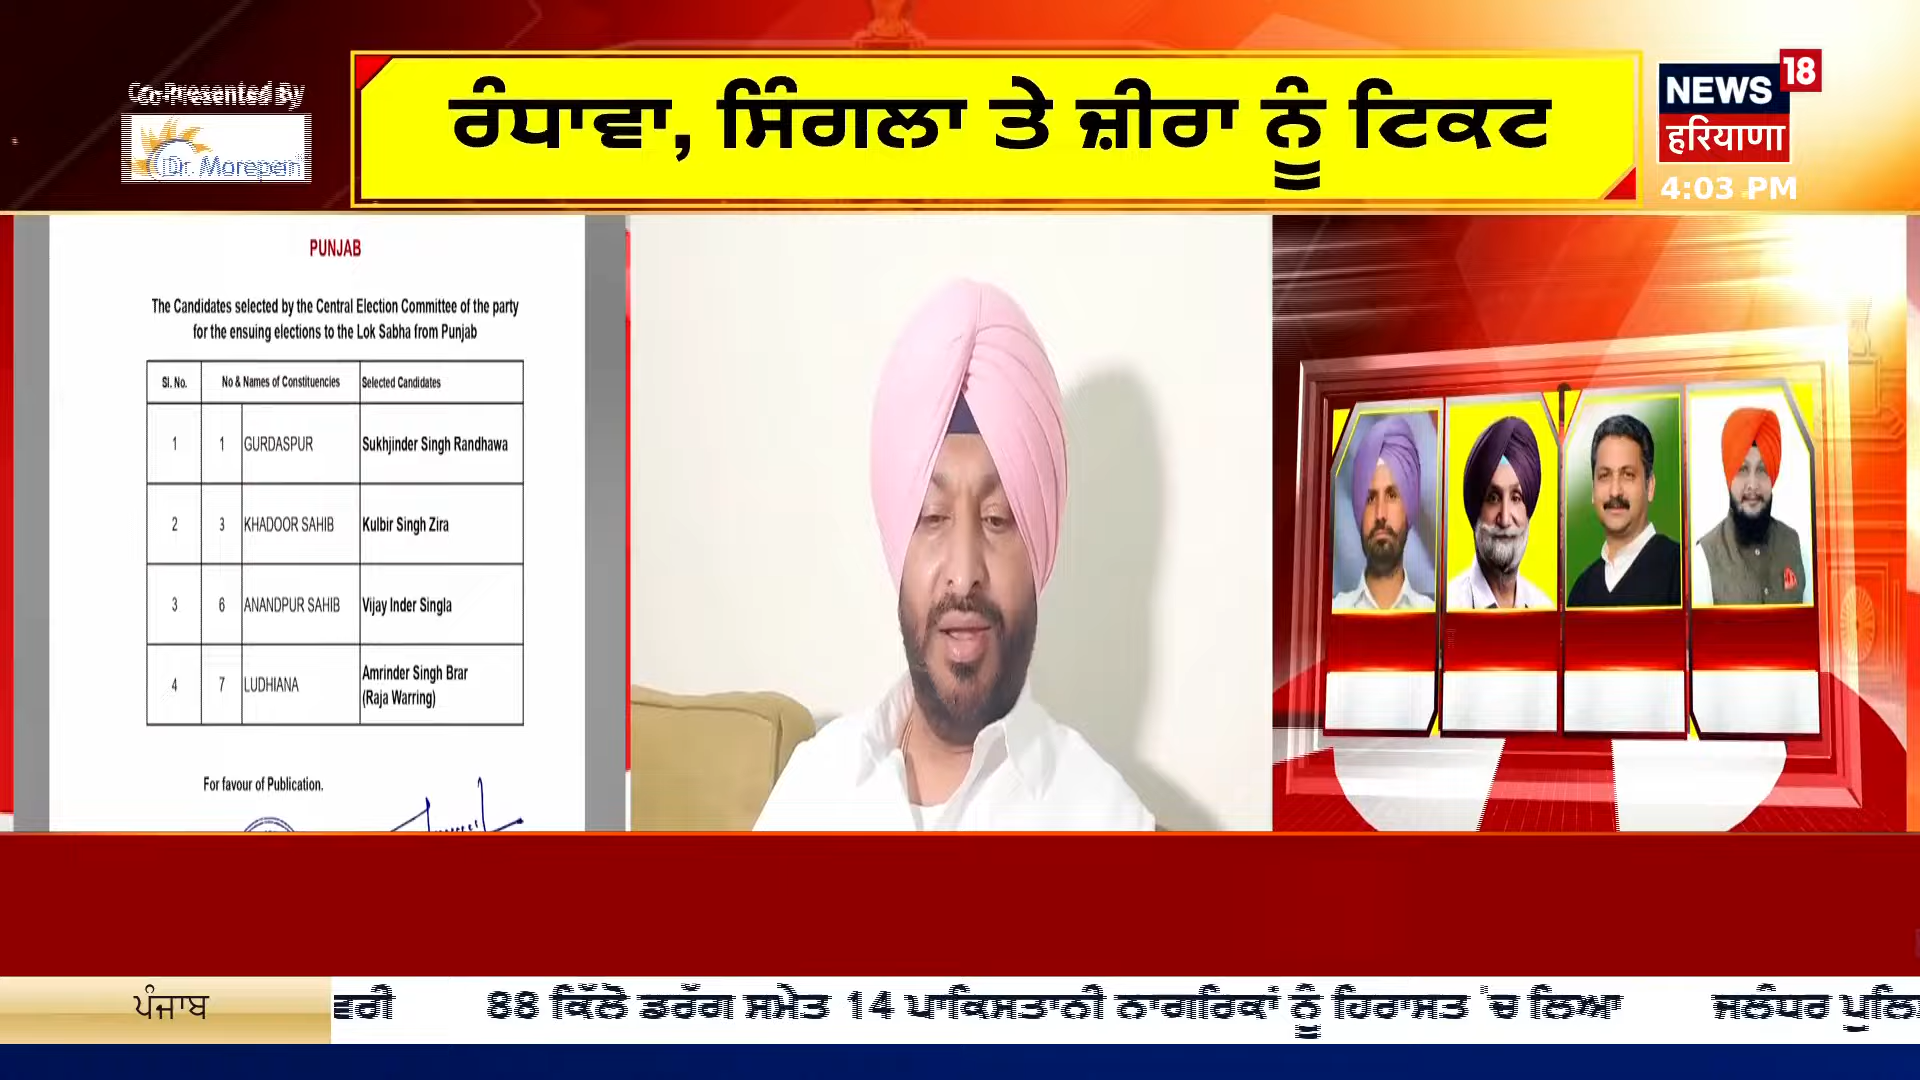 Co-Presented By
Dr. Morepen
ਰੰਧਾਵਾ, ਸਿੰਗਲਾ ਤੇ ਜ਼ੀਰਾ ਨੂੰ ਟਿਕਟ
NEWS 18
हरियाणा
4:03 PM
PUNJAB
The Candidates selected by the Central Election Committee of the party
for the ensuing elections to the Lok Sabha from Punjab
Sl. No. No & Names of Constituencies Selected Candidates
1 1 GURDASPUR Sukhjinder Singh Randhawa
2 3 KHADOOR SAHIB Kulbir Singh Zira
3 6 ANANDPUR SAHIB Vijay Inder Singla
4 7 LUDHIANA Amrinder Singh Brar
(Raja Warring)
For favour of Publication.
ਪੰਜਾਬ
88 ਕਿੱਲੋ ਡਰੱਗ ਸਮੇਤ 14 ਪਾਕਿਸਤਾਨੀ ਨਾਗਰਿਕਾਂ ਨੂੰ ਹਿਰਾਸਤ 'ਚ ਲਿਆ ਜਲੰਧਰ